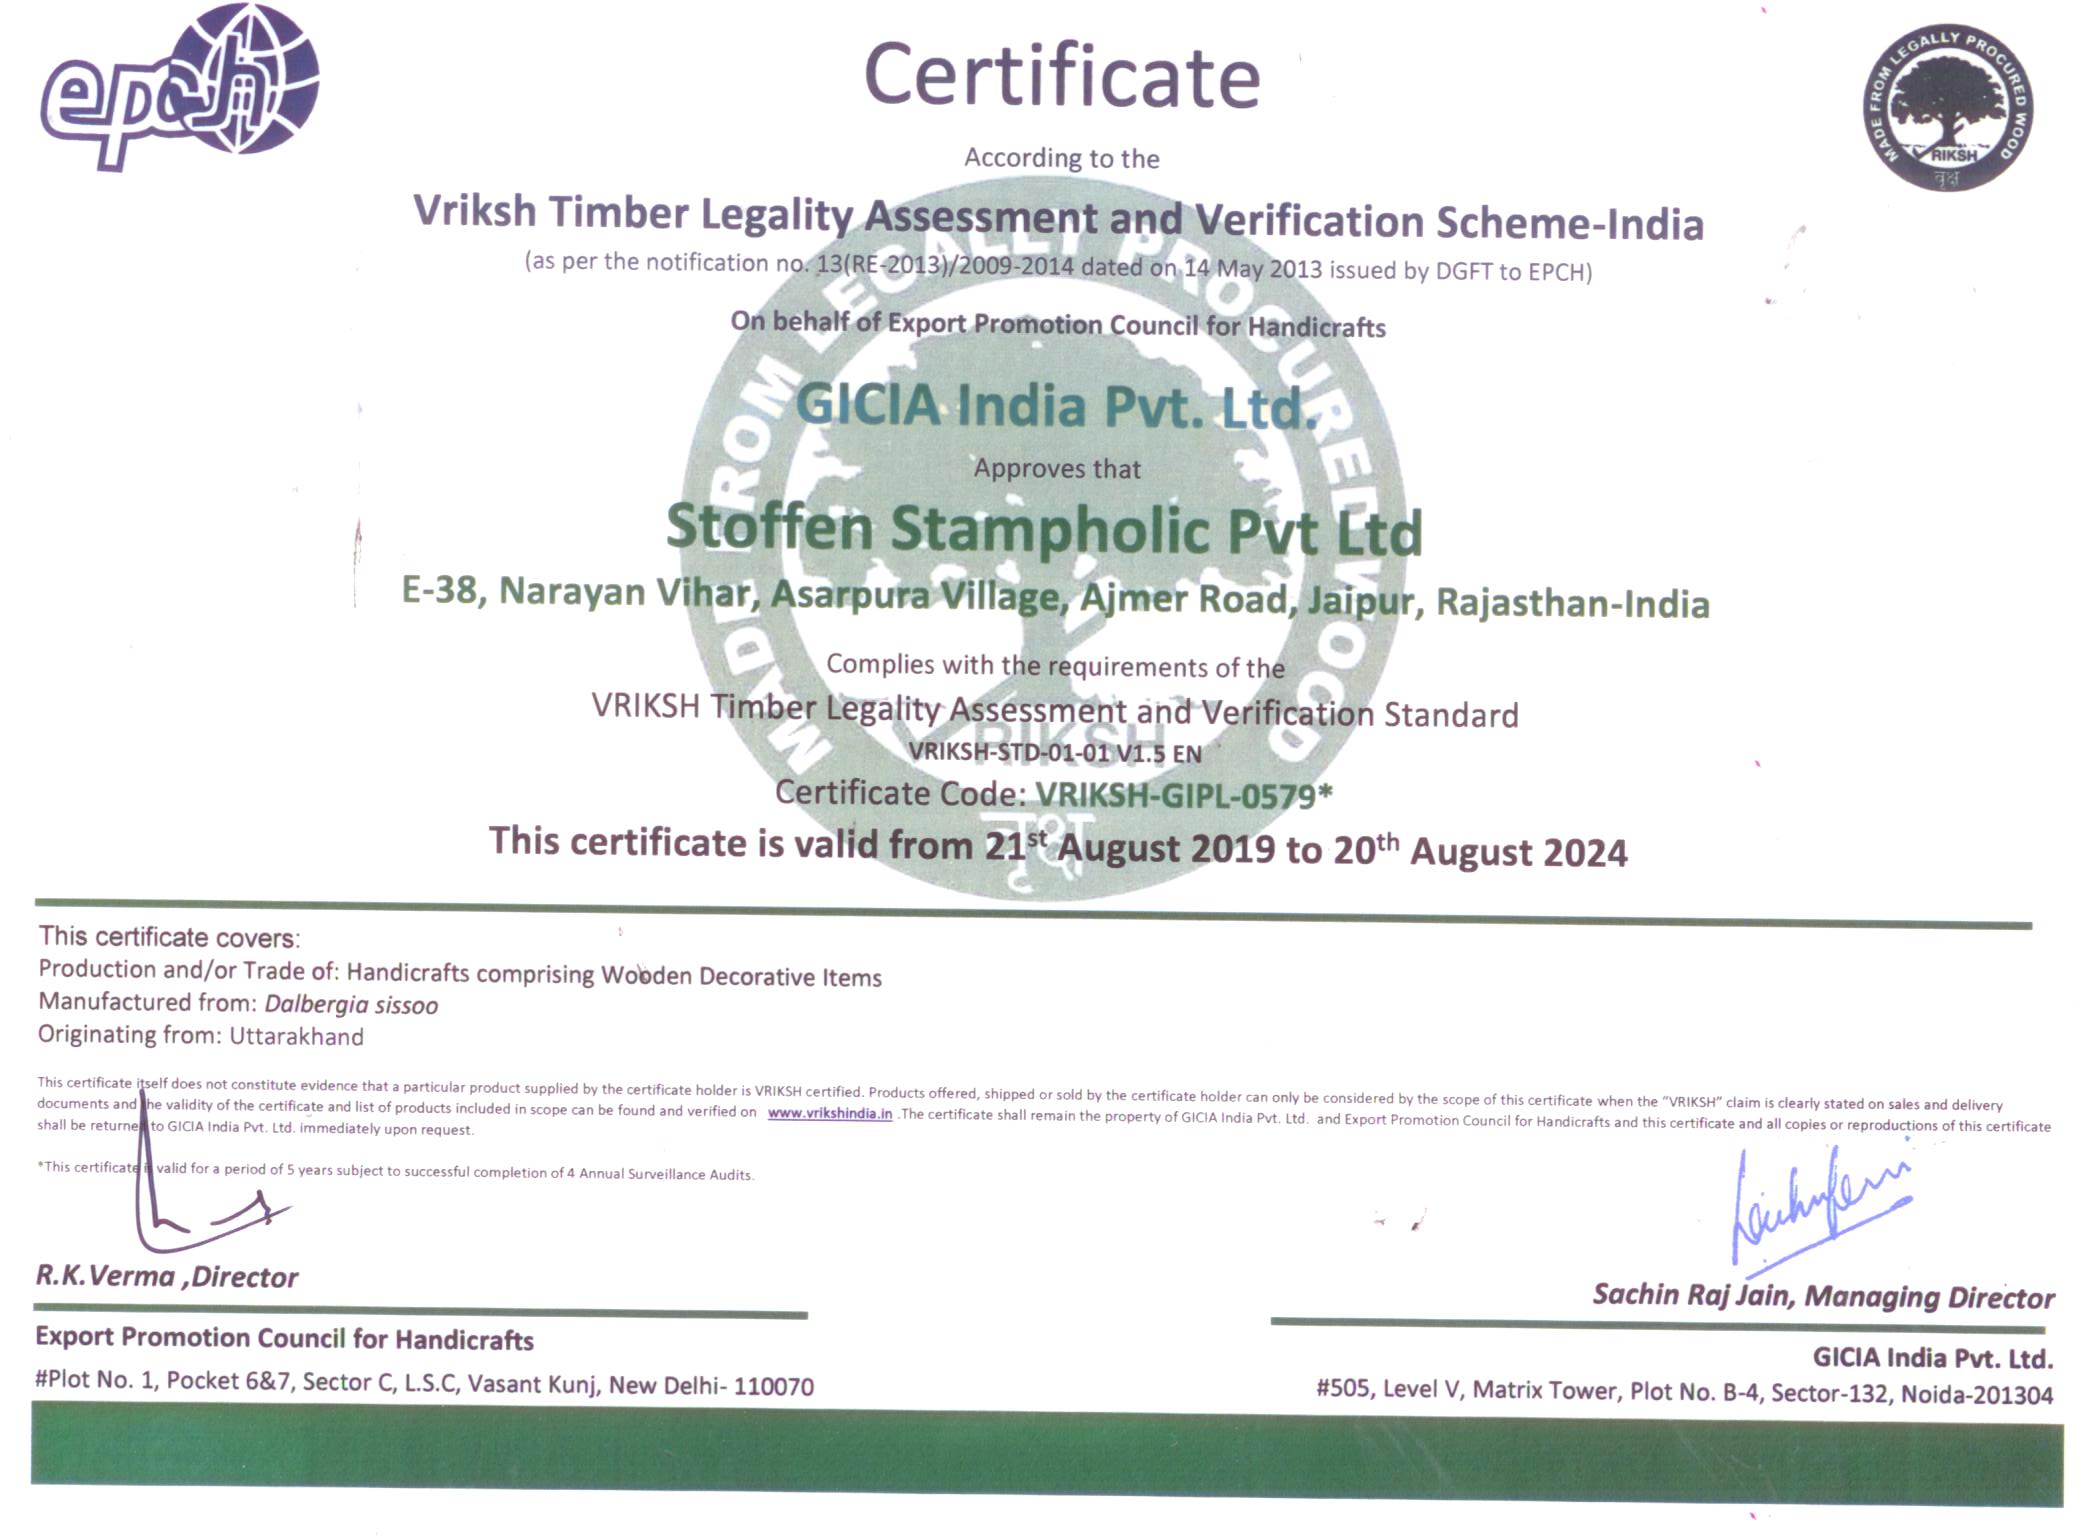 epch
Certificate
MADE FROM LEGALLY PROCURED WOOD
VRIKSH
वृक्ष
According to the
Vriksh Timber Legality Assessment and Verification Scheme-India
(as per the notification no. 13(RE-2013)/2009-2014 dated on 14 May 2013 issued by DGFT to EPCH)
On behalf of Export Promotion Council for Handicrafts
GICIA India Pvt. Ltd.
Approves that
Stoffen Stampholic Pvt Ltd
E-38, Narayan Vihar, Asarpura Village, Ajmer Road, Jaipur, Rajasthan-India
Complies with the requirements of the
VRIKSH Timber Legality Assessment and Verification Standard
VRIKSH-STD-01-01 V1.5 EN
Certificate Code: VRIKSH-GIPL-0579*
This certificate is valid from 21st August 2019 to 20th August 2024
MADE FROM LEGALLY PROCURED WOOD
VRIKSH
वृक्ष
This certificate covers:
Production and/or Trade of: Handicrafts comprising Wooden Decorative Items
Manufactured from: Dalbergia sissoo
Originating from: Uttarakhand
This certificate itself does not constitute evidence that a particular product supplied by the certificate holder is VRIKSH certified. Products offered, shipped or sold by the certificate holder can only be considered by the scope of this certificate when the "VRIKSH" claim is clearly stated on sales and delivery
documents and the validity of the certificate and list of products included in scope can be found and verified on www.vrikshindia.in .The certificate shall remain the property of GICIA India Pvt. Ltd. and Export Promotion Council for Handicrafts and this certificate and all copies or reproductions of this certificate
shall be returned to GICIA India Pvt. Ltd. immediately upon request.
*This certificate is valid for a period of 5 years subject to successful completion of 4 Annual Surveillance Audits.
R.K.Verma ,Director
Export Promotion Council for Handicrafts
#Plot No. 1, Pocket 6&7, Sector C, L.S.C, Vasant Kunj, New Delhi- 110070
Sachin Raj Jain, Managing Director
GICIA India Pvt. Ltd.
#505, Level V, Matrix Tower, Plot No. B-4, Sector-132, Noida-201304